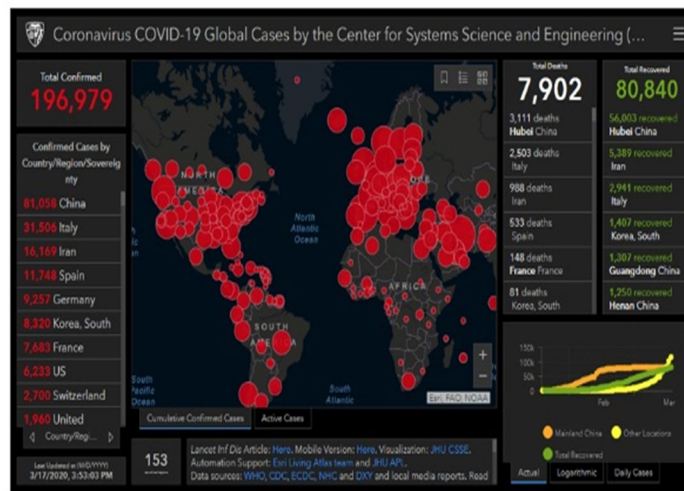 Coronavirus COVID-19 Global Cases by the Center for Systems Science and Engineering (...
Total Confirmed
196,979
Confirmed Cases by
Country/Region/Sovereig
nty
81,058 China
31,506 Italy
16,169 Iran
11,748 Spain
9,257 Germany
8,320 Korea, South
7,683 France
6,233 US
2,700 Switzerland
1,960 United
Country/Regi...
Last Updated at
3/17/2020, 3:53:03 PM
NORTH
AMERICA
North
Atlantic
Ocean
OPE
AFRICA
SOUTH
AMERICA
South
Pacific
Ocean
South
Atlantic
+
−
Esri, FAO, NOAA
Cumulative Confirmed Cases
Active Cases
153
Lancet Inf Dis Article: Here. Mobile Version: Here. Visualization: JHU CSSE.
Automation Support: Esri Living Atlas team and JHU API.
Data sources: WHO, CDC, ECDC, NHC and DXY and local media reports. Read
Total Deaths
7,902
3,111 deaths
Hubei China
2,503 deaths
Italy
988 deaths
Iran
533 deaths
Spain
148 deaths
France France
81 deaths
Korea, South
Total Recovered
80,840
56,003 recovered
Hubei China
5,389 recovered
Iran
2,941 recovered
Italy
1,407 recovered
Korea, South
1,307 recovered
Guangdong China
1,250 recovered
Henan China
150k
100k
50k
0
Feb
Mar
Mainland China
Other Locations
Total Recovered
Actual
Logarithmic
Daily Cases